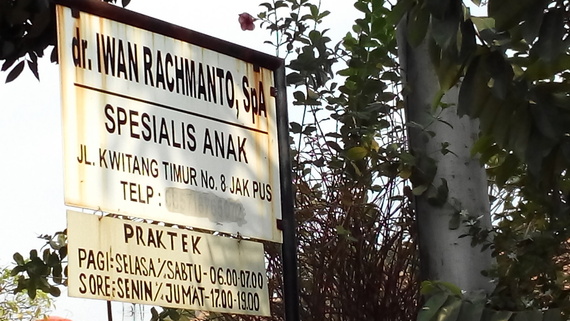 dr. IWAN RACHMANTO, SpA
SPESIALIS ANAK
JL. KWITANG TIMUR No. 8 JAK PUS
TELP :
PRAKTEK
PAGI : SELASA %SABTU - 06.00-07.00
SORE : SENIN %JUMAT - 17.00-19.00